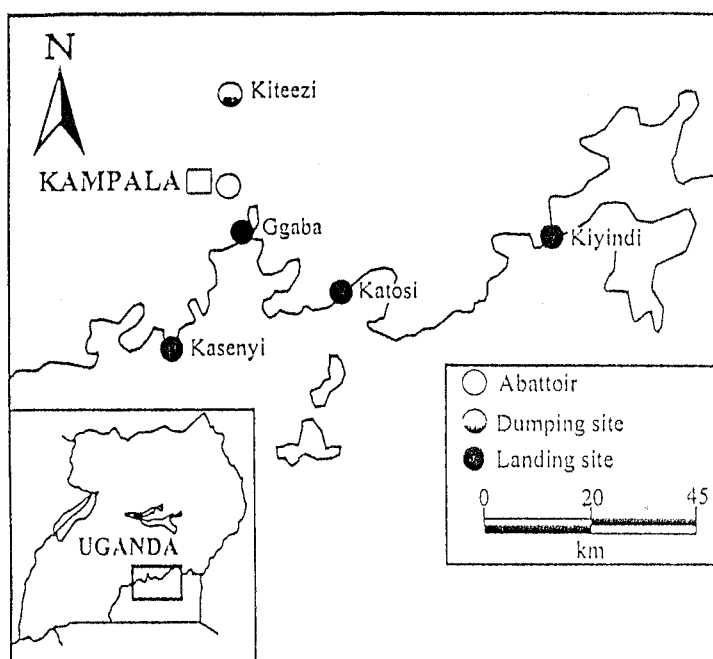 N
Kiteezi
KAMPALA
Ggaba
Kiyindi
Katosi
Kasenyi
Abattoir
Dumping site
Landing site
0 20 45
km
UGANDA